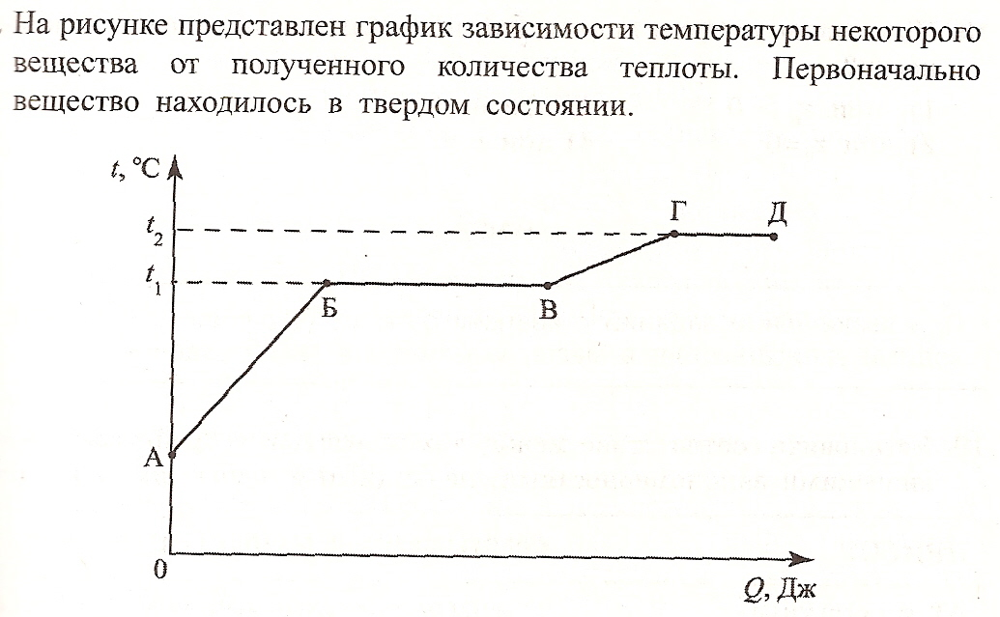 На рисунке представлен график зависимости температуры некоторого
вещества от полученного количества теплоты. Первоначально
вещество находилось в твердом состоянии.
t, °C
t₂
t₁
Г
Д
Б
В
А
0
Q, Дж